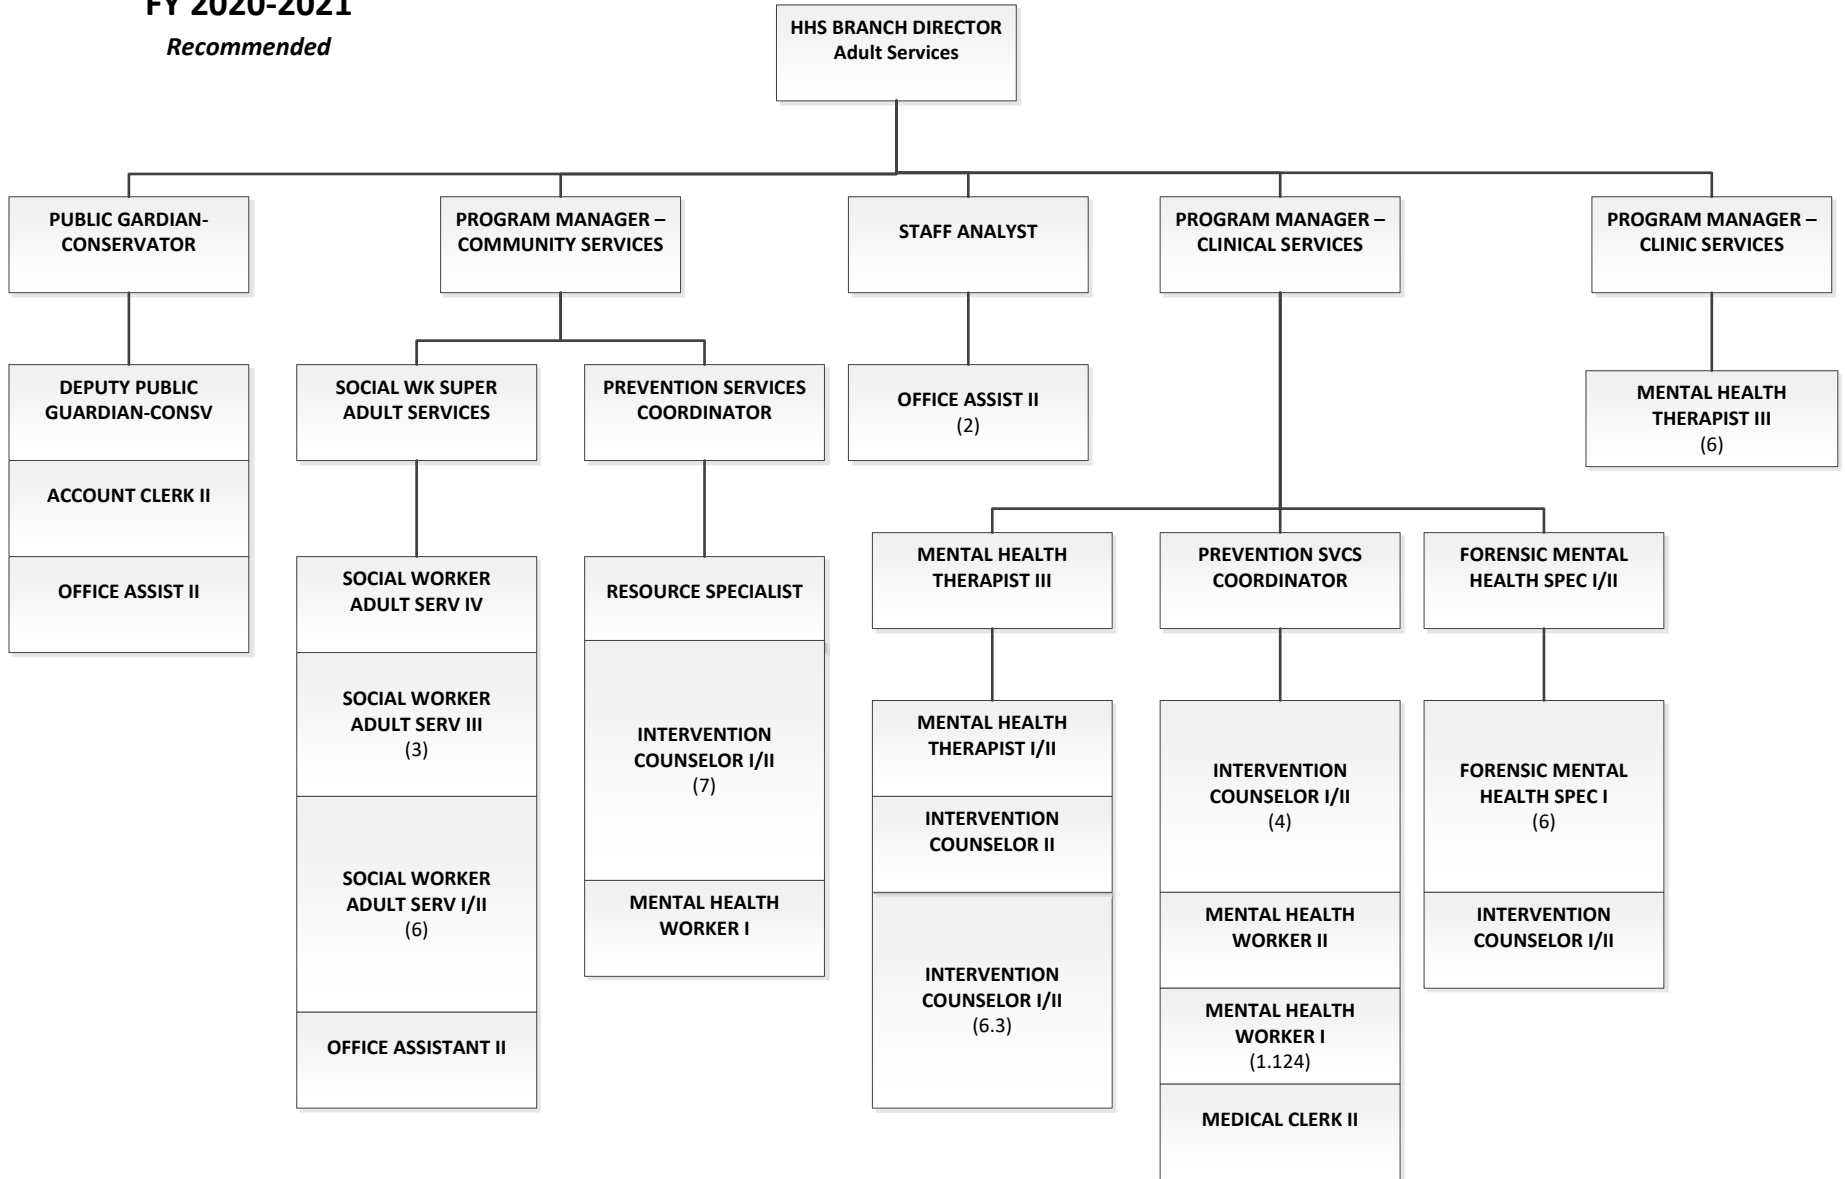 FY 2020-2021
Recommended
HHS BRANCH DIRECTOR
Adult Services
PUBLIC GARDIAN-
CONSERVATOR
PROGRAM MANAGER –
COMMUNITY SERVICES
STAFF ANALYST
PROGRAM MANAGER –
CLINICAL SERVICES
PROGRAM MANAGER –
CLINIC SERVICES
DEPUTY PUBLIC
GUARDIAN-CONSV
ACCOUNT CLERK II
OFFICE ASSIST II
SOCIAL WK SUPER
ADULT SERVICES
PREVENTION SERVICES
COORDINATOR
OFFICE ASSIST II
(2)
MENTAL HEALTH
THERAPIST III
(6)
SOCIAL WORKER
ADULT SERV IV
SOCIAL WORKER
ADULT SERV III
(3)
SOCIAL WORKER
ADULT SERV I/II
(6)
OFFICE ASSISTANT II
RESOURCE SPECIALIST
INTERVENTION
COUNSELOR I/II
(7)
MENTAL HEALTH
WORKER I
MENTAL HEALTH
THERAPIST III
PREVENTION SVCS
COORDINATOR
FORENSIC MENTAL
HEALTH SPEC I/II
MENTAL HEALTH
THERAPIST I/II
INTERVENTION
COUNSELOR II
INTERVENTION
COUNSELOR I/II
(6.3)
INTERVENTION
COUNSELOR I/II
(4)
MENTAL HEALTH
WORKER II
MENTAL HEALTH
WORKER I
(1.124)
MEDICAL CLERK II
FORENSIC MENTAL
HEALTH SPEC I
(6)
INTERVENTION
COUNSELOR I/II